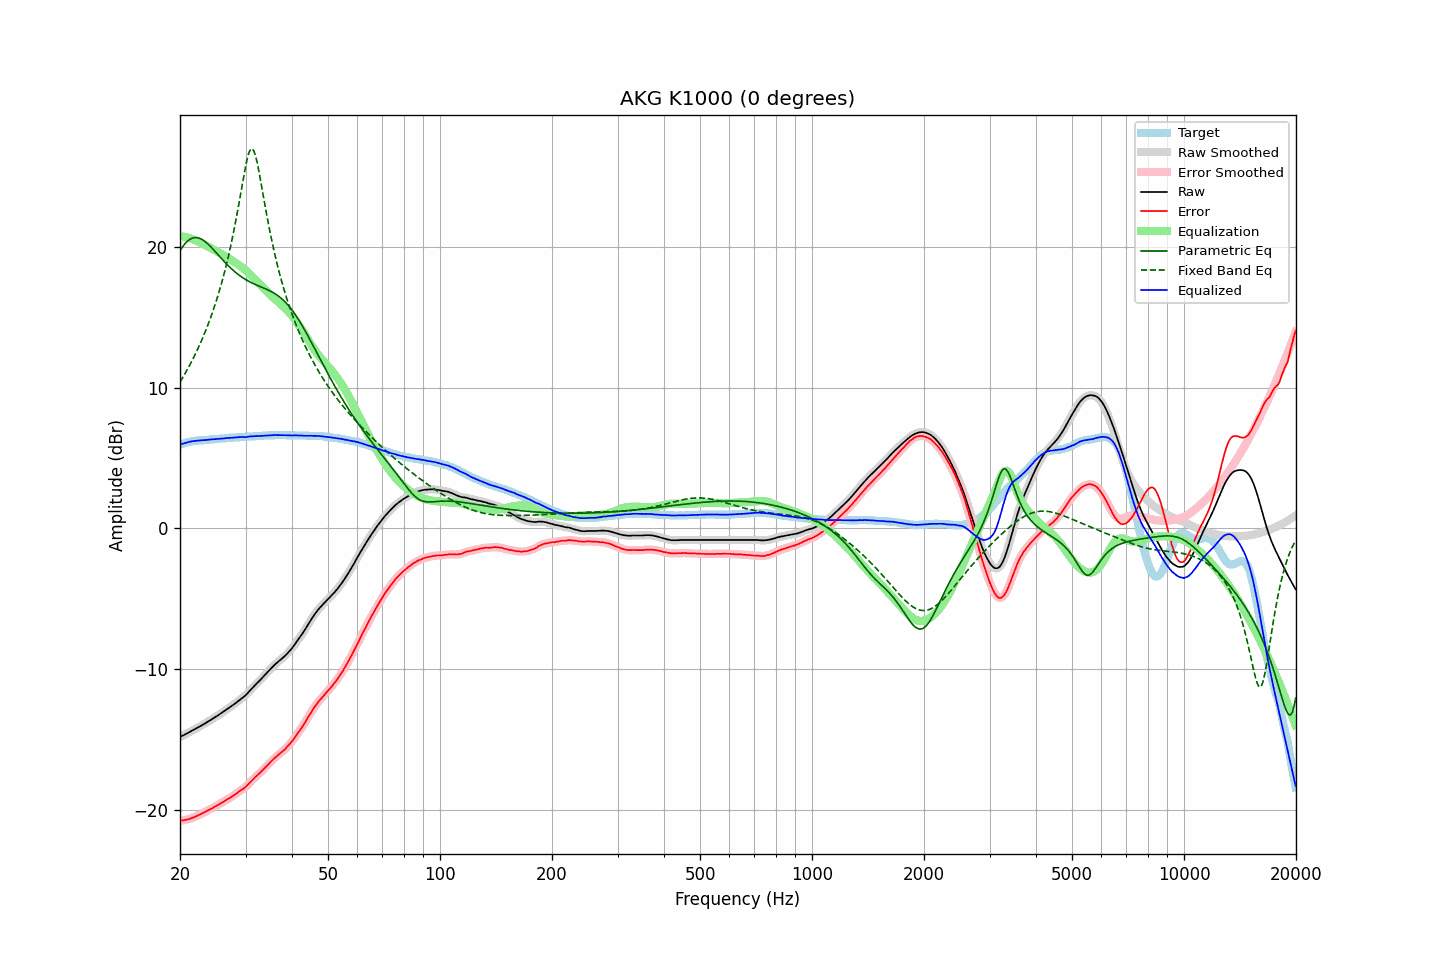 AKG K1000 (0 degrees)
Target
Raw Smoothed
Error Smoothed
Raw
Error
Equalization
Parametric Eq
Fixed Band Eq
Equalized
Amplitude (dBr)
20
10
0
−10
−20
20 50 100 200 500 1000 2000 5000 10000 20000
Frequency (Hz)